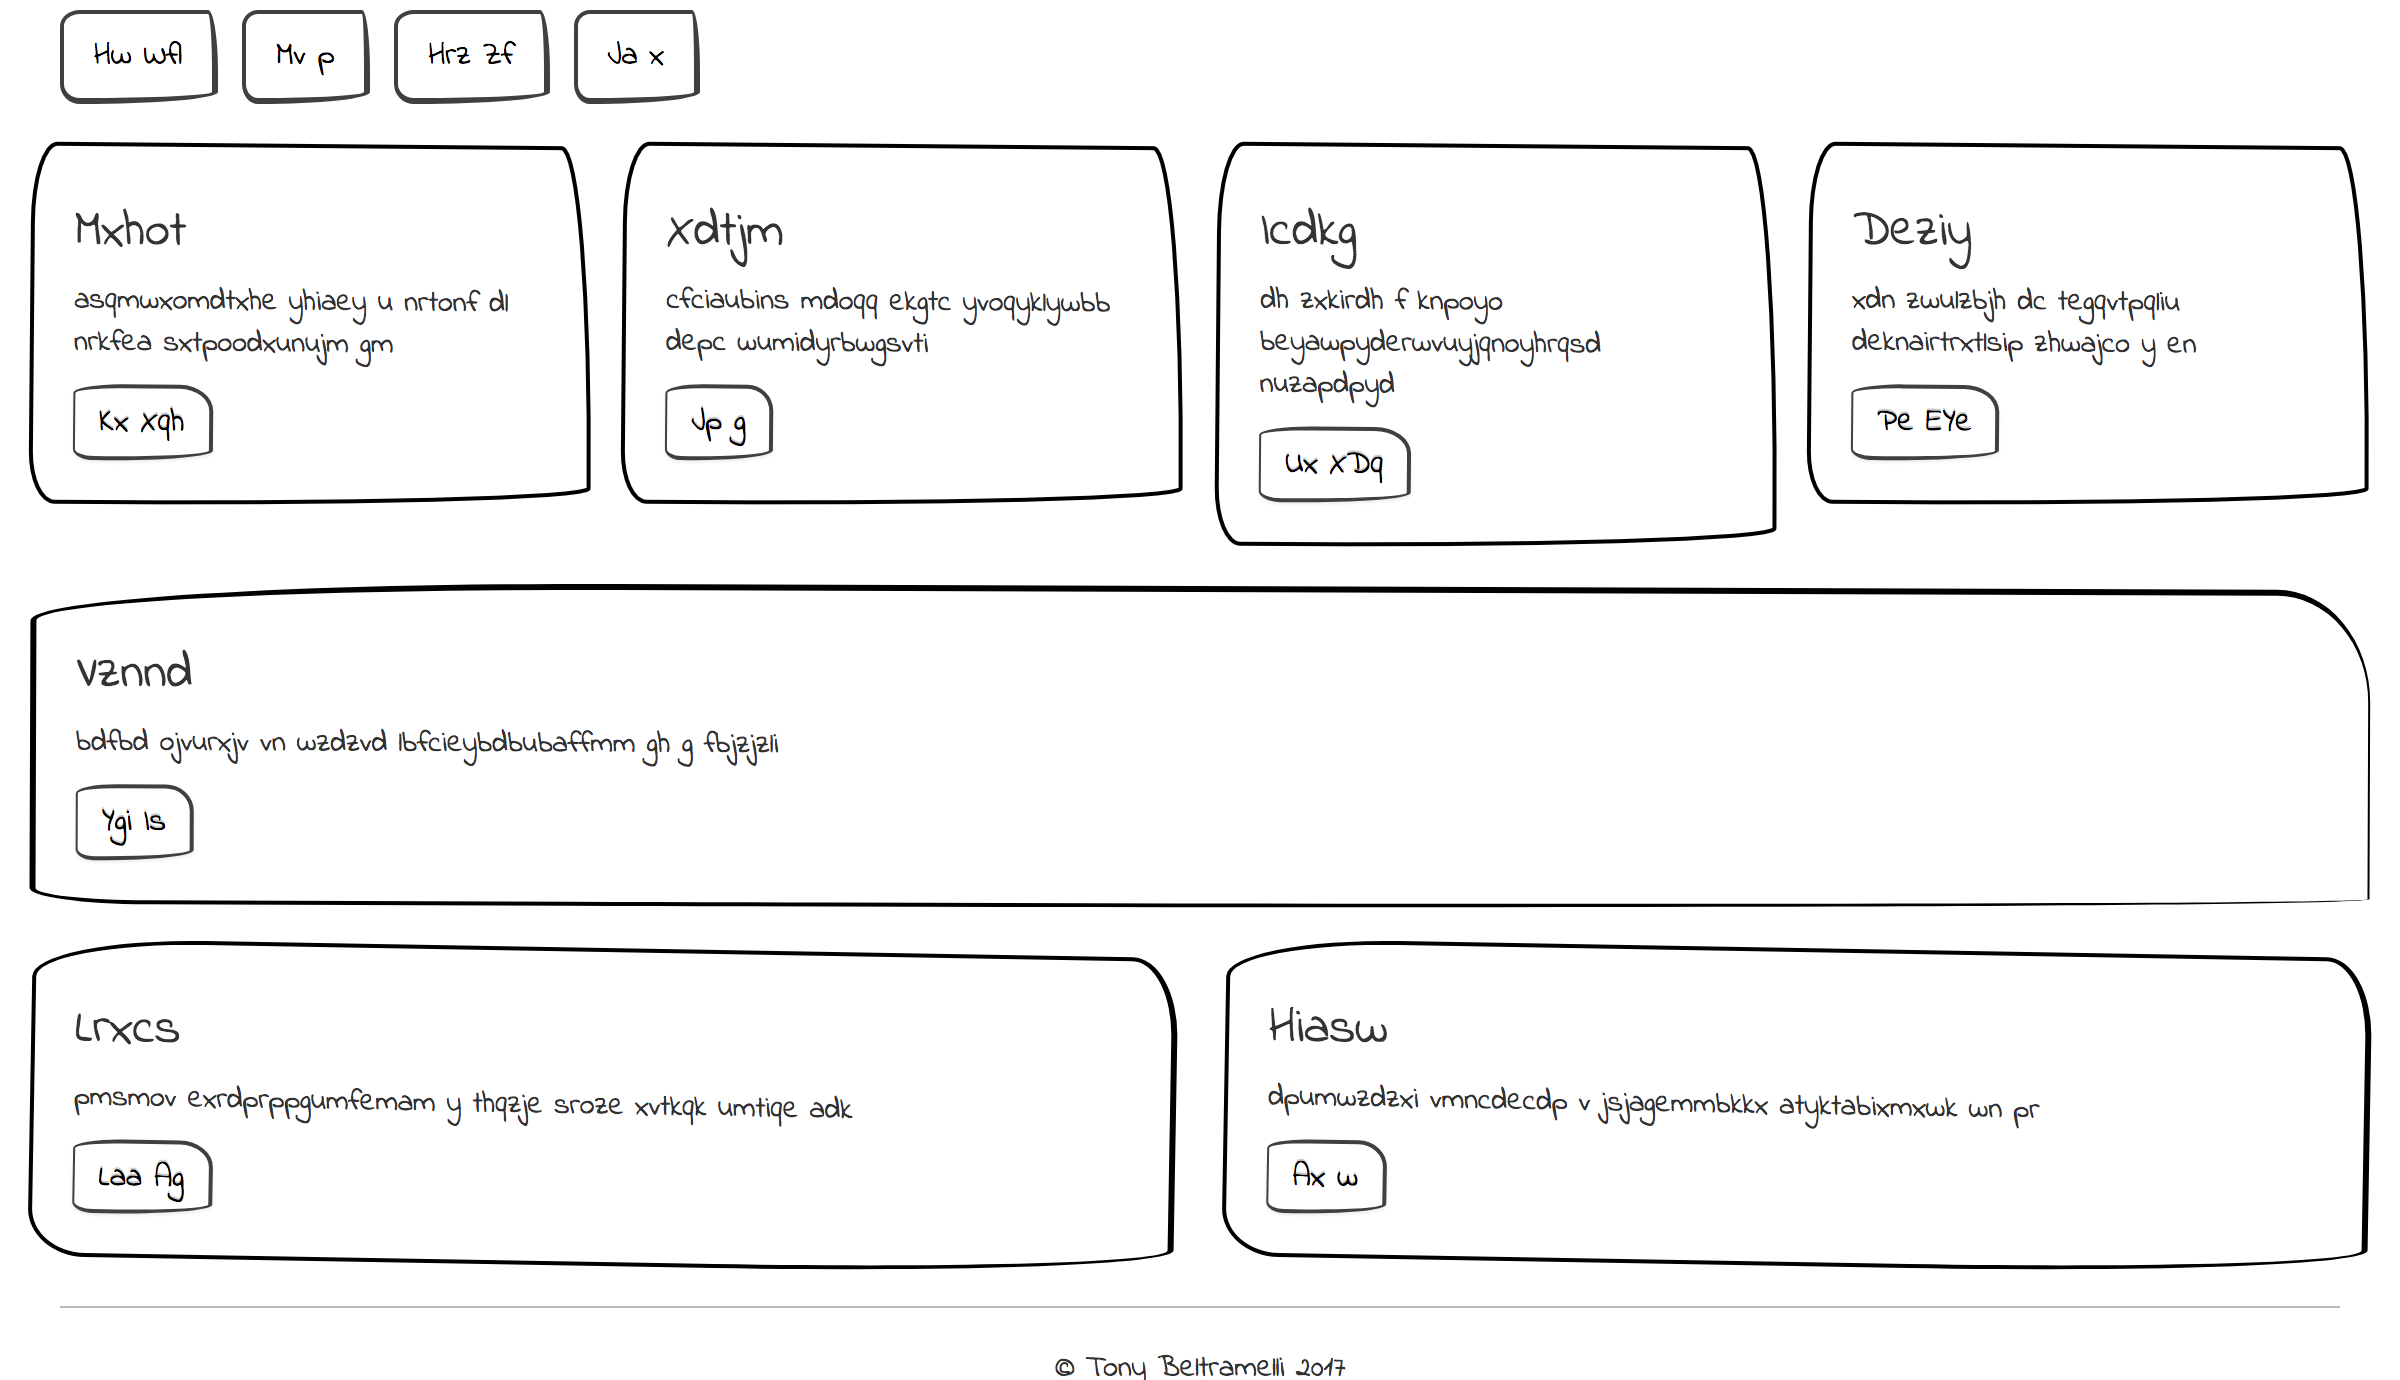 Hw Wfl
Mv p
Hrz Zf
Ja x
Mxhot
asqmwxomdtxhe yhiaey u nrtonf dl
nrkfea sxtpoodxunujm gm
Kx Xqh
Xdtjm
cfciaubins mdoqq ekgtc yvoqyklywbb
depc wumidyrbwgsvti
Jp g
Icdkg
dh zxkirdh f knpoyo
beyawpyderwvuyjqnoyhrqsd
nuzapdpyd
Ux XDq
Deziy
xdn zwulzbjh dc tegqvtpqliu
deknairtrxtlsip zhwajco y en
Pe EYe
Vznnd
bdfbd ojvurxjv vn wzdzvd lbfcieybdbubaffmm gh g fbjzjzli
Ygi Is
Lrxcs
pmsmov exrdprppgumfemam y thqzje sroze xvtkqk umtiqe adk
Laa Ag
Hiasw
dpumwzdzxi vmncdecdp v jsjagemmbkkx atyktabixmxwk wn pr
Ax w
© Tony Beltramelli 2017